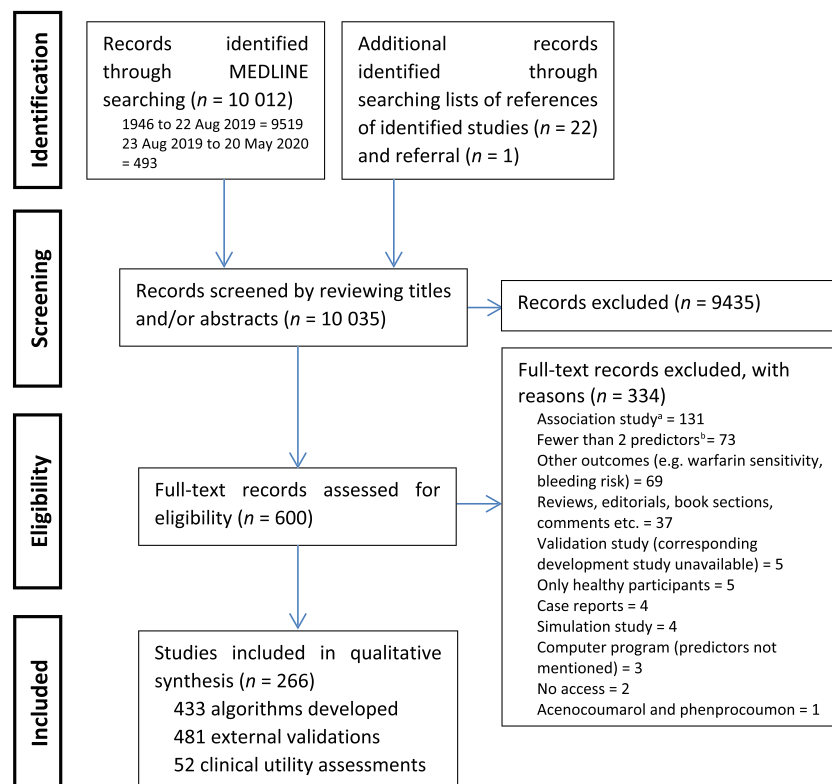 Identification
Records identified
through MEDLINE
searching (n = 10 012)
1946 to 22 Aug 2019 = 9519
23 Aug 2019 to 20 May 2020
= 493
Additional records
identified through
searching lists of references
of identified studies (n = 22)
and referral (n = 1)
Screening
Records screened by reviewing titles
and/or abstracts (n = 10 035)
Records excluded (n = 9435)
Eligibility
Full-text records assessed for
eligibility (n = 600)
Full-text records excluded, with
reasons (n = 334)
Association studyᵃ = 131
Fewer than 2 predictorsᵇ = 73
Other outcomes (e.g. warfarin sensitivity,
bleeding risk) = 69
Reviews, editorials, book sections,
comments etc. = 37
Validation study (corresponding
development study unavailable) = 5
Only healthy participants = 5
Case reports = 4
Simulation study = 4
Computer program (predictors not
mentioned) = 3
No access = 2
Acenocoumarol and phenprocoumon = 1
Included
Studies included in qualitative
synthesis (n = 266)
433 algorithms developed
481 external validations
52 clinical utility assessments